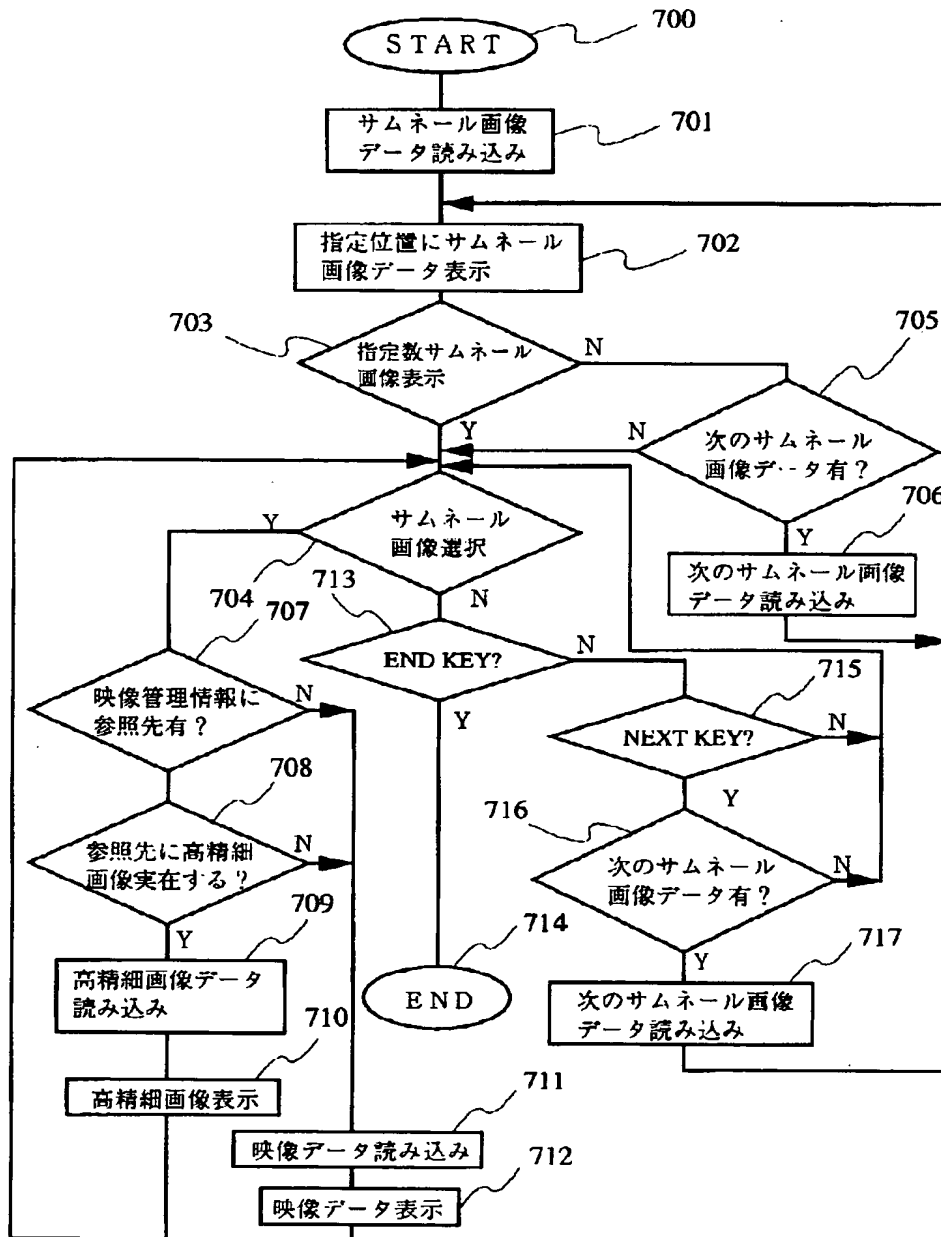 700
START
サムネール画像
データ読み込み
701
指定位置にサムネール
画像データ表示
702
703
指定数サムネール
画像表示
N
705
Y
N
次のサムネール
画像データ有?
サムネール
画像選択
Y
704
N
Y
706
次のサムネール画像
データ読み込み
713
707
END KEY?
N
Y
映像管理情報に
参照先有?
N
715
NEXT KEY?
N
Y
708
参照先に高精細
画像実在する?
N
Y
716
次のサムネール
画像データ有?
N
Y
709
高精細画像データ
読み込み
714
END
717
次のサムネール画像
データ読み込み
710
高精細画像表示
711
映像データ読み込み
712
映像データ表示